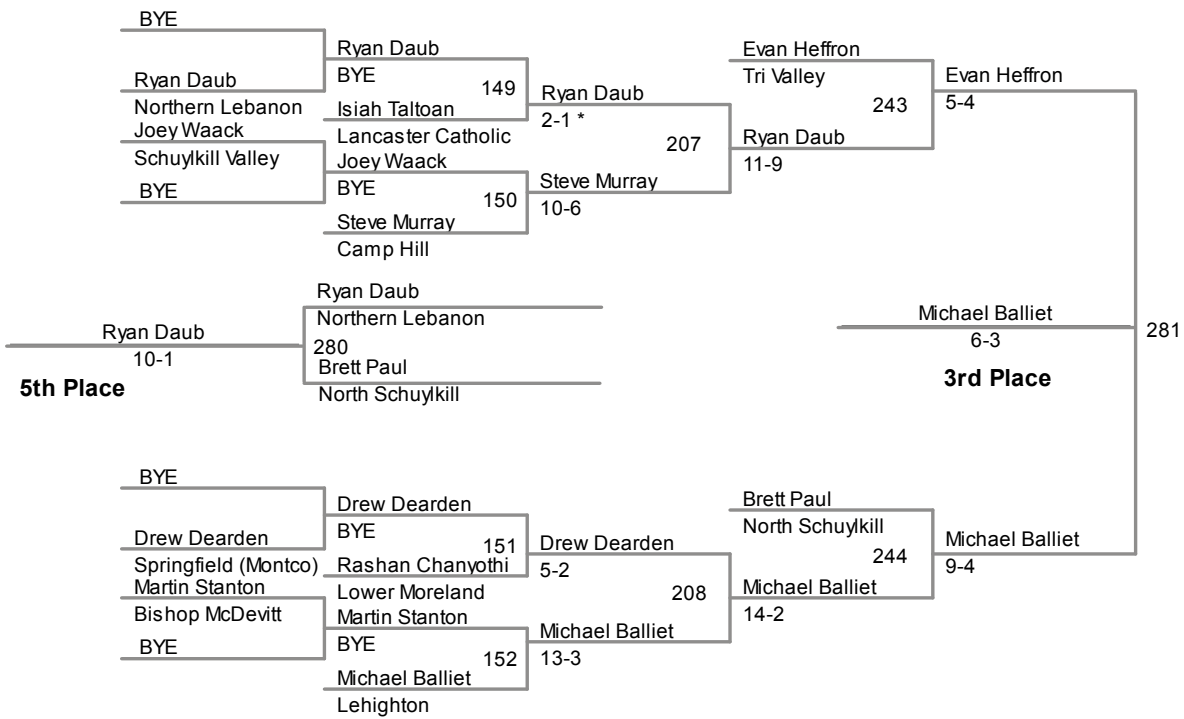 BYE
Ryan Daub
Northern Lebanon
Joey Waack
Schuylkill Valley
BYE
Ryan Daub
BYE
149
Isiah Taltoan
Lancaster Catholic
Joey Waack
BYE
150
Steve Murray
Camp Hill
Ryan Daub
2-1 *
207
Steve Murray
10-6
Evan Heffron
Tri Valley
243
Ryan Daub
11-9
Evan Heffron
5-4
Ryan Daub
10-1
5th Place
Ryan Daub
Northern Lebanon
280
Brett Paul
North Schuylkill
Michael Balliet
6-3
3rd Place
281
BYE
Drew Dearden
Springfield (Montco)
Martin Stanton
Bishop McDevitt
BYE
Drew Dearden
BYE
151
Rashan Chanyothi
Lower Moreland
Martin Stanton
BYE
152
Michael Balliet
Lehighton
Drew Dearden
5-2
208
Michael Balliet
13-3
Brett Paul
North Schuylkill
244
Michael Balliet
14-2
Michael Balliet
9-4